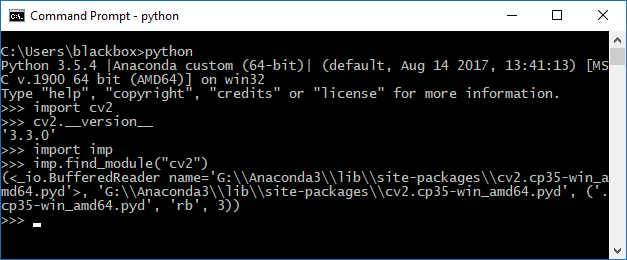 Command Prompt - python
C:\Users\blackbox>python
Python 3.5.4 |Anaconda custom (64-bit)| (default, Aug 14 2017, 13:41:13) [MS
C v.1900 64 bit (AMD64)] on win32
Type "help", "copyright", "credits" or "license" for more information.
>>> import cv2
>>> cv2.__version__
'3.3.0'
>>> import imp
>>> imp.find_module("cv2")
(<_io.BufferedReader name='G:\\Anaconda3\\lib\\site-packages\\cv2.cp35-win_a
md64.pyd'>, 'G:\\Anaconda3\\lib\\site-packages\\cv2.cp35-win_amd64.pyd', ('.
cp35-win_amd64.pyd', 'rb', 3))
>>>